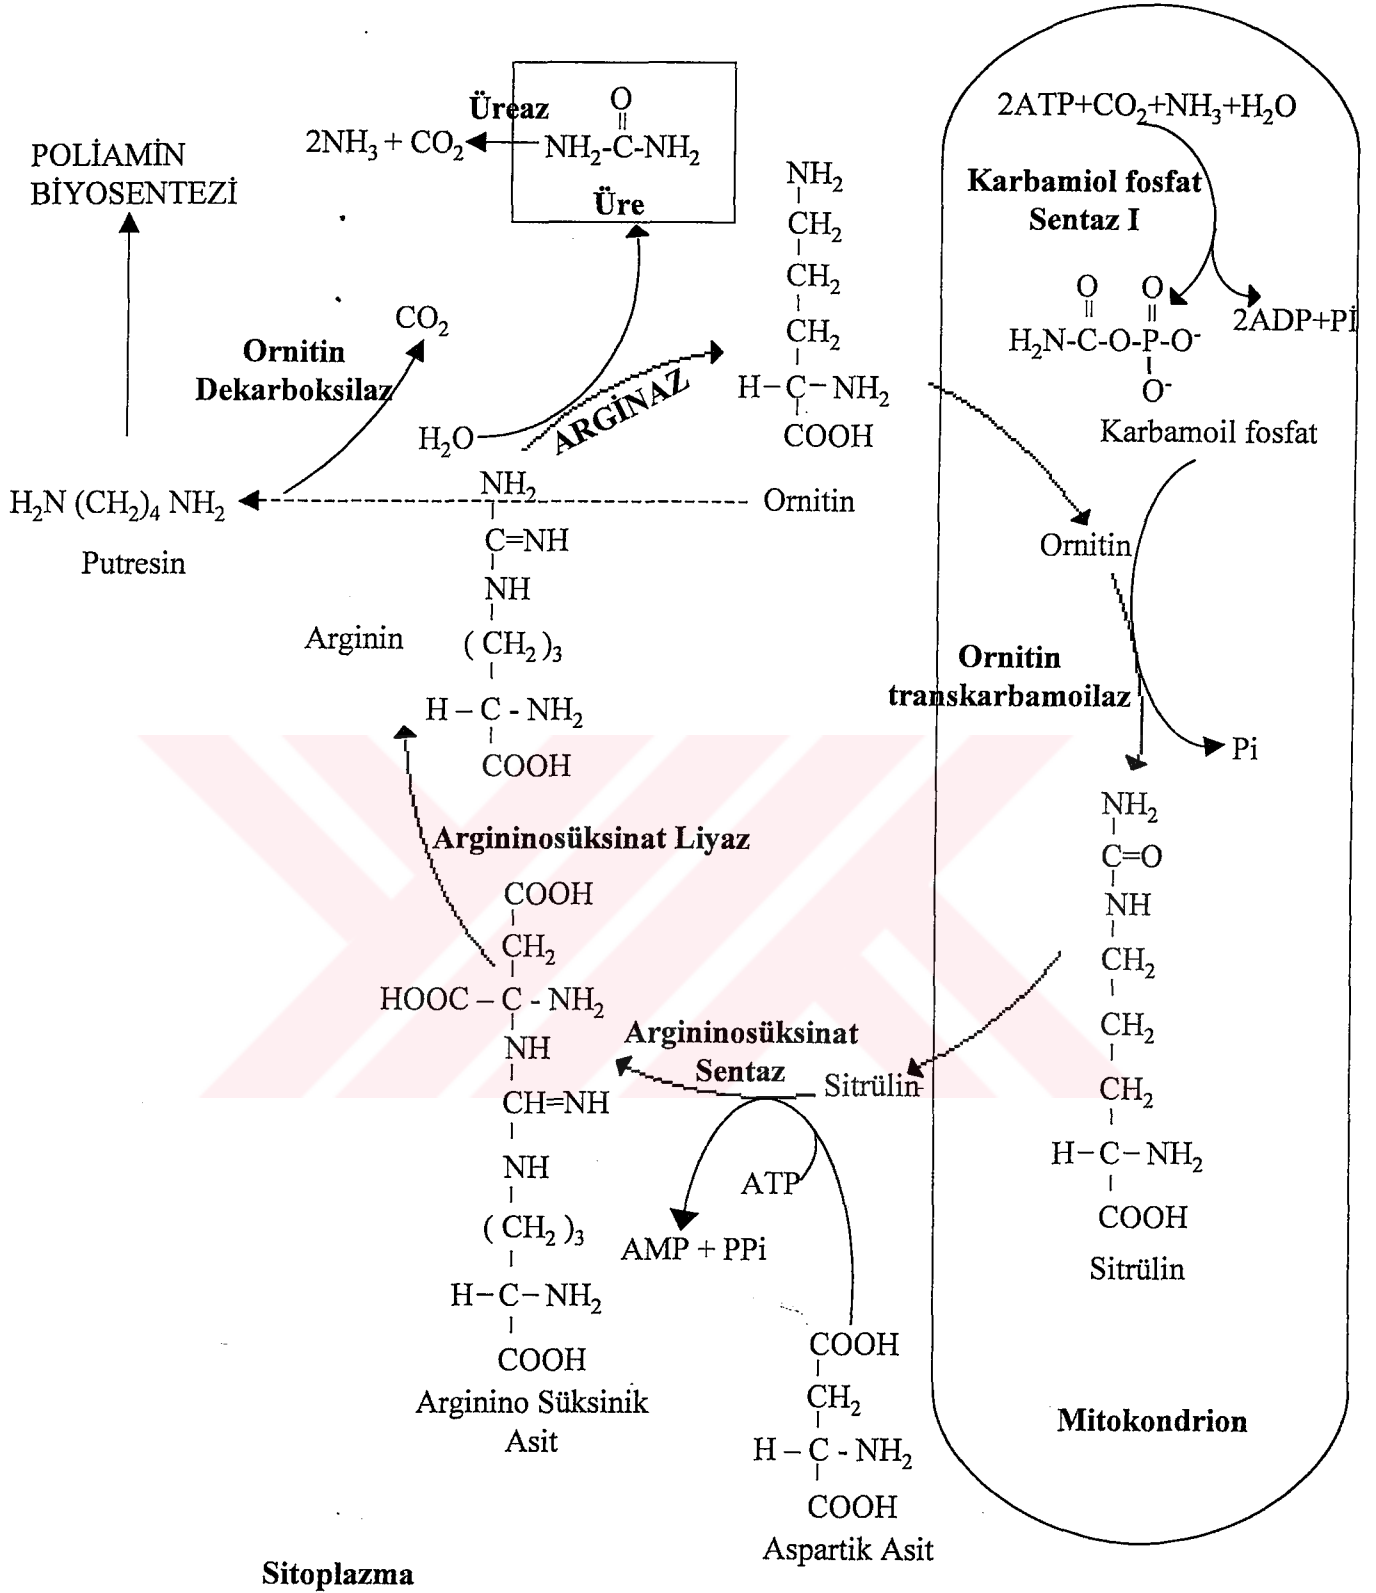 Üreaz
O
||
2NH3 + CO2
NH2-C-NH2
Üre
POLİAMİN
BİYOSENTEZİ
CO2
Ornitin
Dekarboksilaz
H2O
ARGİNAZ
H2N (CH2)4 NH2
Putresin
NH2
CH2
CH2
CH2
H–C–NH2
COOH
Ornitin
NH2
C=NH
NH
Arginin
(CH2)3
H–C-NH2
COOH
Argininosüksinat Liyaz
COOH
CH2
HOOC–C-NH2
NH
CH=NH
NH
(CH2)3
H–C–NH2
COOH
Arginino Süksinik
Asit
Argininosüksinat
Sentaz
Sitrülin
ATP
AMP + PPi
COOH
CH2
H–C-NH2
COOH
Aspartik Asit
Sitoplazma
2ATP+CO2+NH3+H2O
Karbamiol fosfat
Sentaz I
O O
|| ||
H2N-C-O-P-O-
O-
2ADP+Pİ
Karbamoil fosfat
Ornitin
Ornitin
transkarbamoilaz
Pi
NH2
C=O
NH
CH2
CH2
CH2
H–C–NH2
COOH
Sitrülin
Mitokondrion